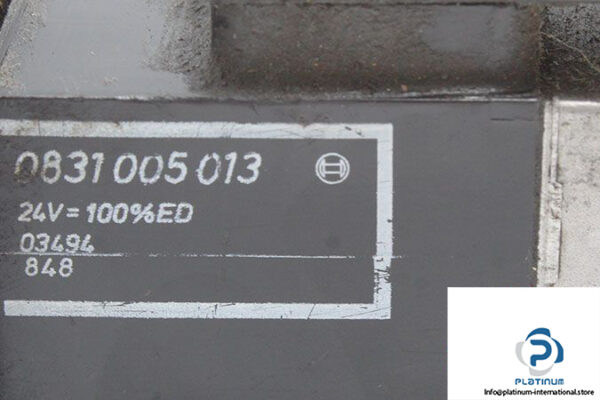 0831 005 013
24V = 100%ED
03494
848
PLATINUM
Info@platinum-international.store